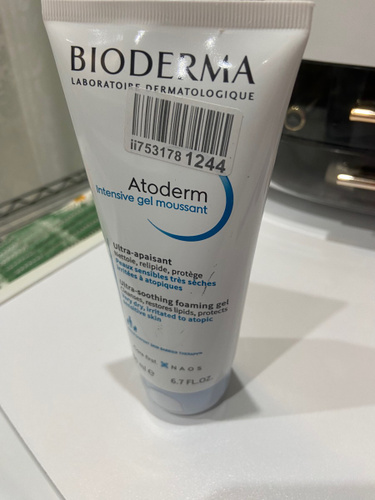 BIODERMA
LABORATOIRE DERMATOLOGIQUE
ii753178 1244
Atoderm
Intensive gel moussant
Ultra-apaisant
nettoie, relipide, protège
peaux sensibles très sèches
irritées à atopiques
Ultra-soothing foaming gel
cleanses, restores lipids, protects
very dry, irritated to atopic
sensitive skin
NAOS
6.7 FL.OZ.